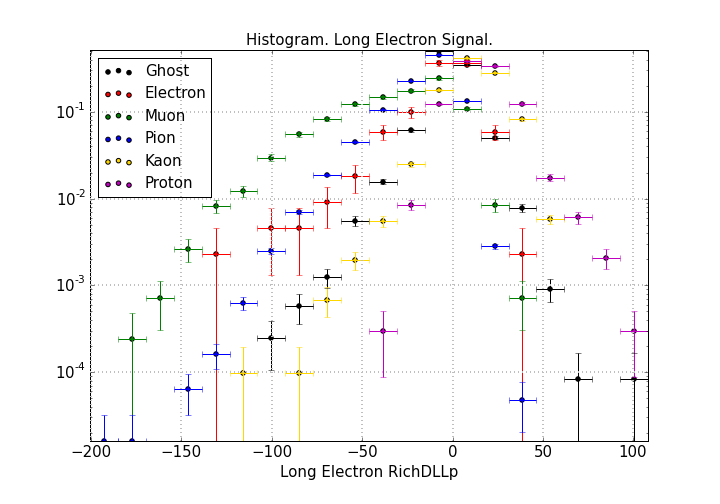 Histogram. Long Electron Signal.
Ghost
Electron
Muon
Pion
Kaon
Proton
10⁻¹
10⁻²
10⁻³
10⁻⁴
−200 −150 −100 −50 0 50 100
Long Electron RichDLLp